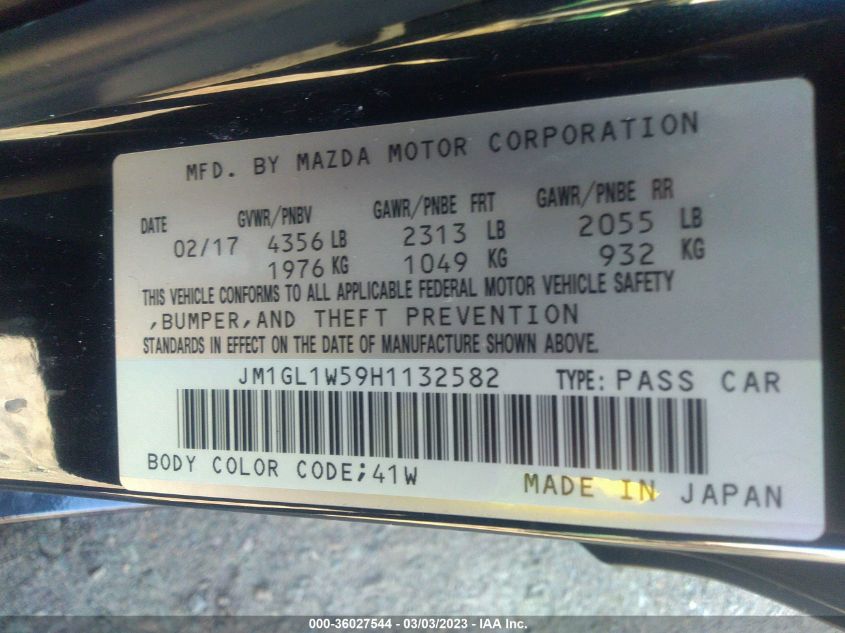 MFD. BY MAZDA MOTOR CORPORATION
DATE GVWR/PNBV GAWR/PNBE FRT GAWR/PNBE RR
02/17 4356 LB 2313 LB 2055 LB
1976 KG 1049 KG 932 KG
THIS VEHICLE CONFORMS TO ALL APPLICABLE FEDERAL MOTOR VEHICLE SAFETY
,BUMPER,AND THEFT PREVENTION
STANDARDS IN EFFECT ON THE DATE OF MANUFACTURE SHOWN ABOVE.
JM1GL1W59H1132582 TYPE: PASS CAR
BODY COLOR CODE;41W MADE IN JAPAN
000-36027544 - 03/03/2023 - IAA Inc.